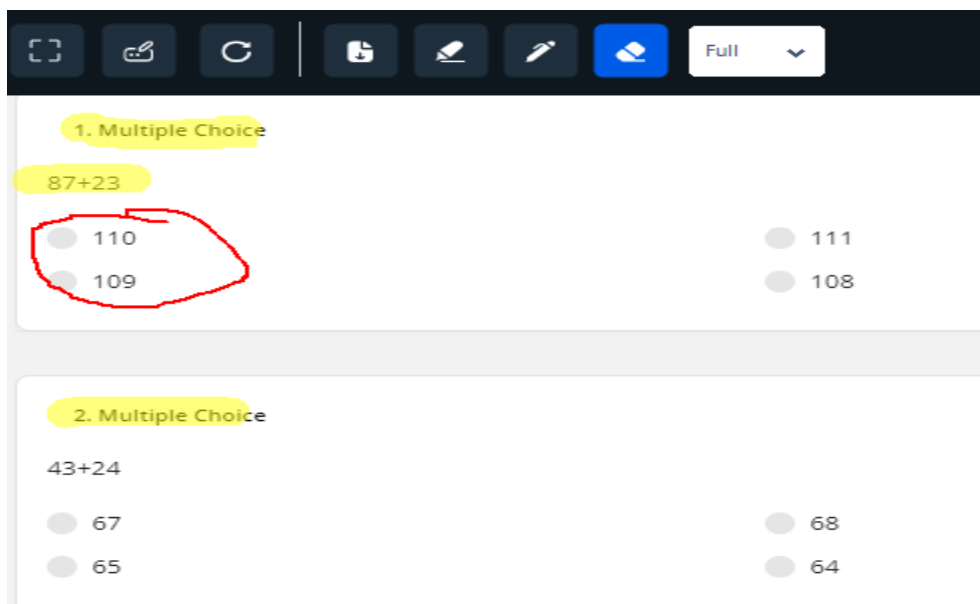 Full
1. Multiple Choice
87+23
110 111
109 108
2. Multiple Choice
43+24
67 68
65 64